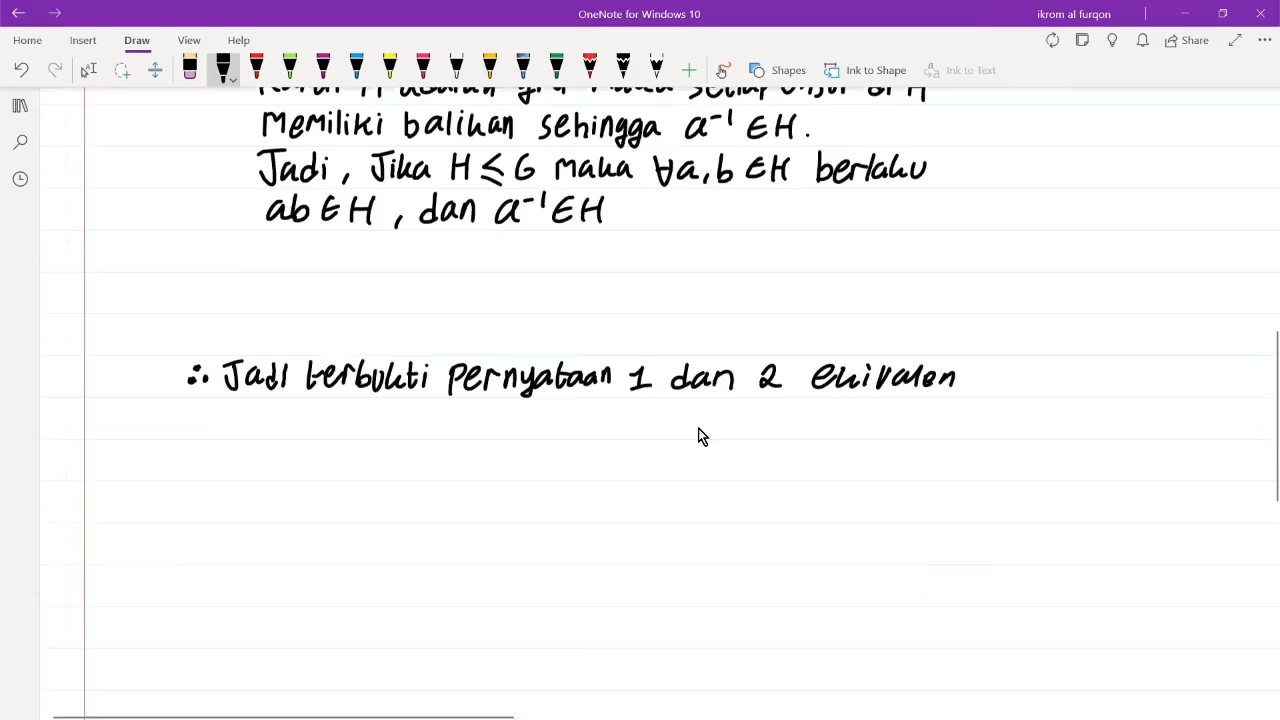 OneNote for Windows 10
ikrom al furqon
Home Insert Draw View Help
Share
Shapes Ink to Shape Ink to Text
Memiliki balikan sehingga a⁻¹ ∈ H.
Jadi, Jika H ≤ G maka ∀a,b ∈ H berlaku
ab ∈ H, dan a⁻¹ ∈ H
∴ Jadi terbukti pernyataan 1 dan 2 ekivalen